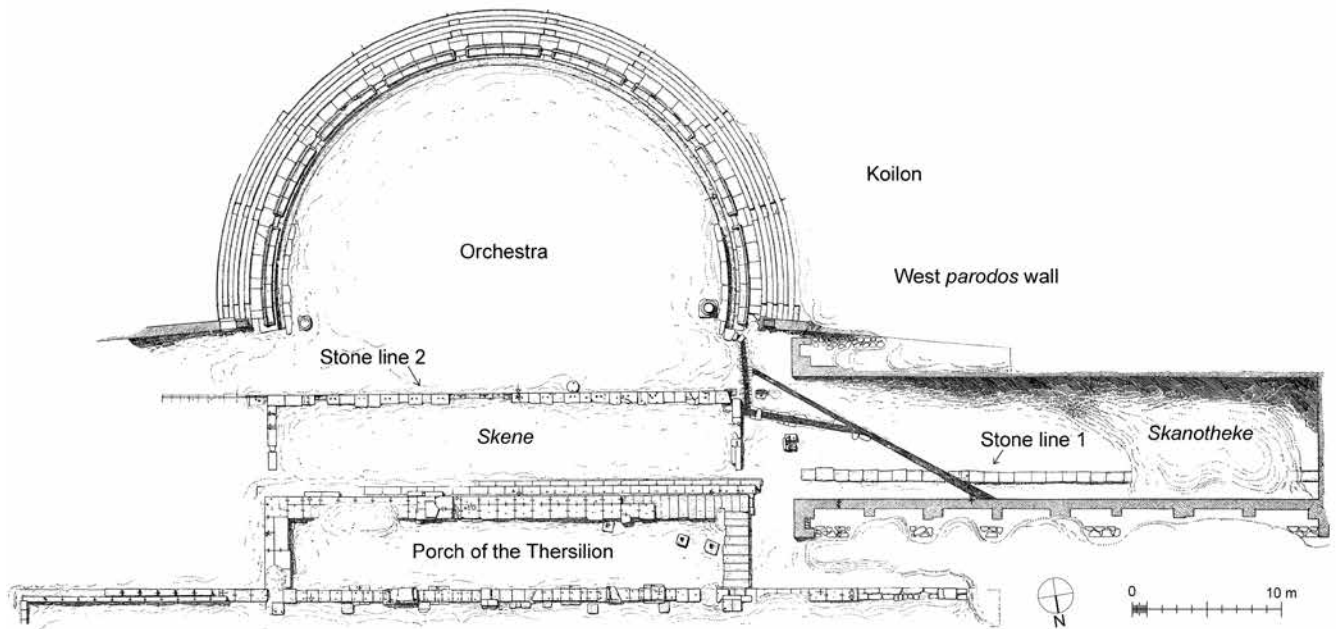 Koilon
Orchestra
West parodos wall
Stone line 2
Skene
Stone line 1
Skanotheke
Porch of the Thersilion
N
0 10 m